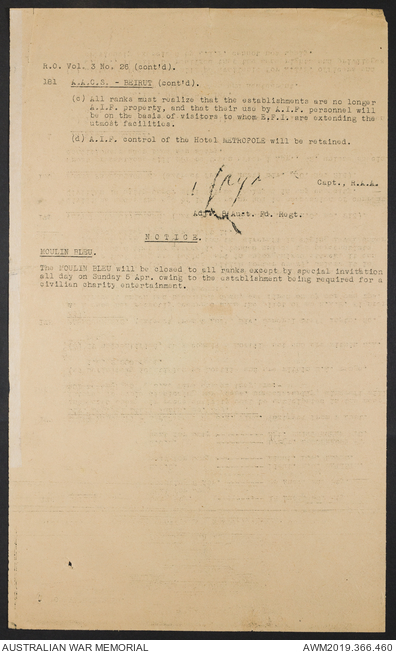 R.O. Vol. 3 No. 26 (cont'd).
181 A.A.C.S. - BEIRUT (cont'd).
(c) All ranks must realize that the establishments are no longer
A.I.F. property, and that their use by A.I.F. personnel will
be on the basis of visitors to whom E.F.I. are extending the
utmost facilities.
(d) A.I.F. control of the Hotel METROPOLE will be retained.
Capt., R.A.A.
Adjt. Aust. Fd. Regt.
N O T I C E.
MOULIN BLEU.
The MOULIN BLEU will be closed to all ranks except by special invitation
all day on Sunday 5 Apr. owing to the establishment being required for a
civilian charity entertainment.
AUSTRALIAN WAR MEMORIAL
AWM2019.366.460